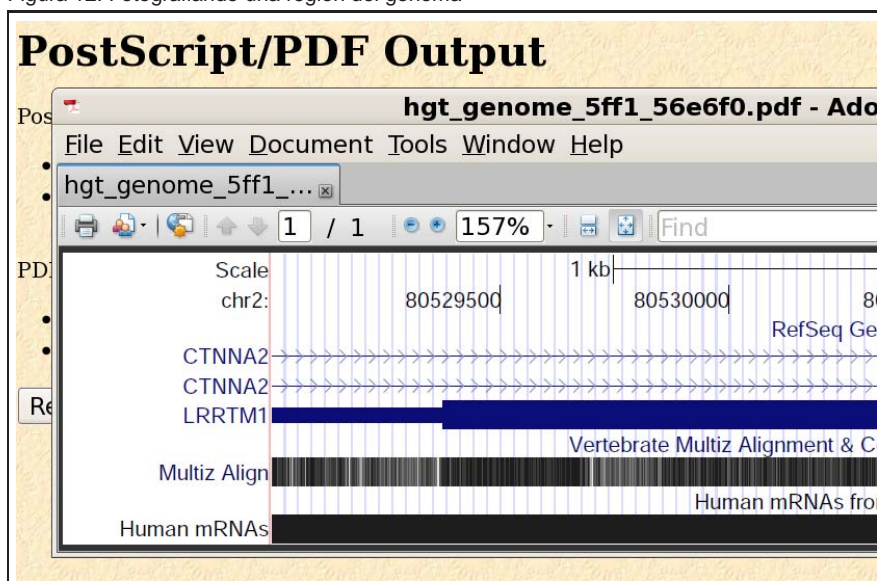 PostScript/PDF Output
Pos
hgt_genome_5ff1_56e6f0.pdf - Ado
File Edit View Document Tools Window Help
hgt_genome_5ff1_...
1 / 1 157% Find
PD
Scale 1 kb
chr2: 80529500 80530000 8
RefSeq Ge
CTNNA2
CTNNA2
Re
LRRTM1
Vertebrate Multiz Alignment & C
Multiz Align
Human mRNAs fro
Human mRNAs